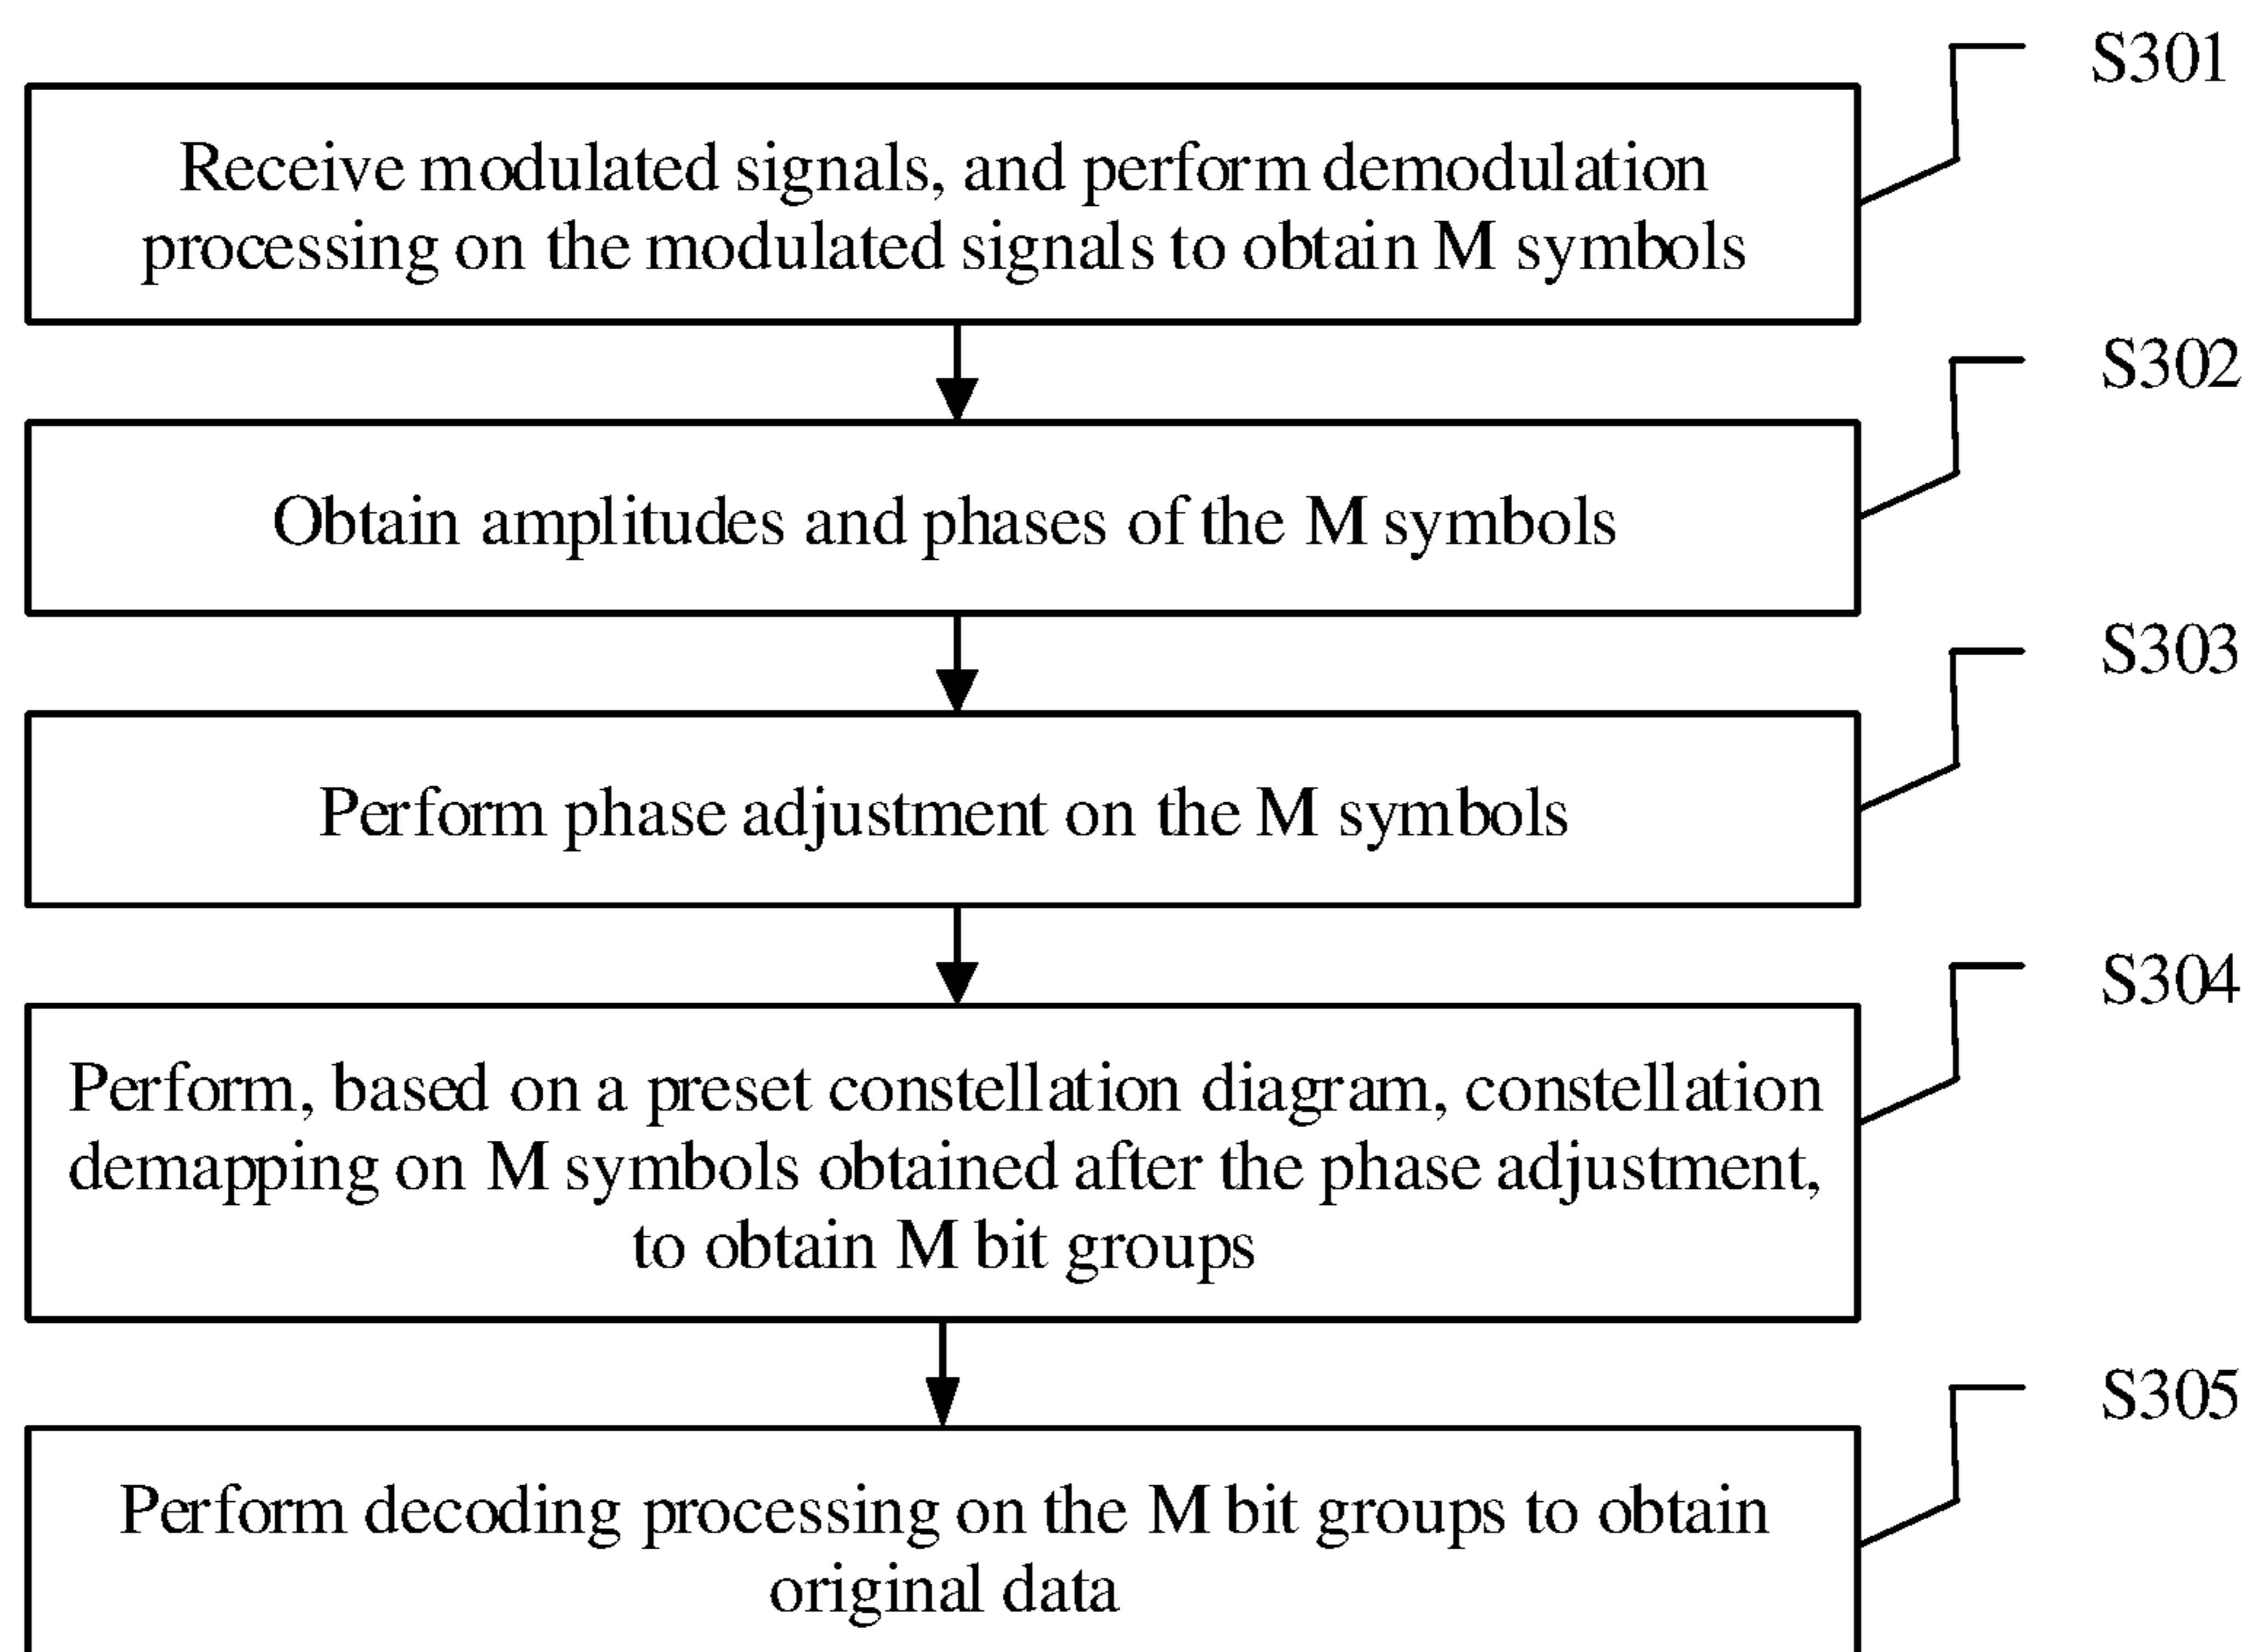 S301
Receive modulated signals, and perform demodulation
processing on the modulated signals to obtain M symbols
S302
Obtain amplitudes and phases of the M symbols
S303
Perform phase adjustment on the M symbols
S304
Perform, based on a preset constellation diagram, constellation
demapping on M symbols obtained after the phase adjustment,
to obtain M bit groups
S305
Perform decoding processing on the M bit groups to obtain
original data